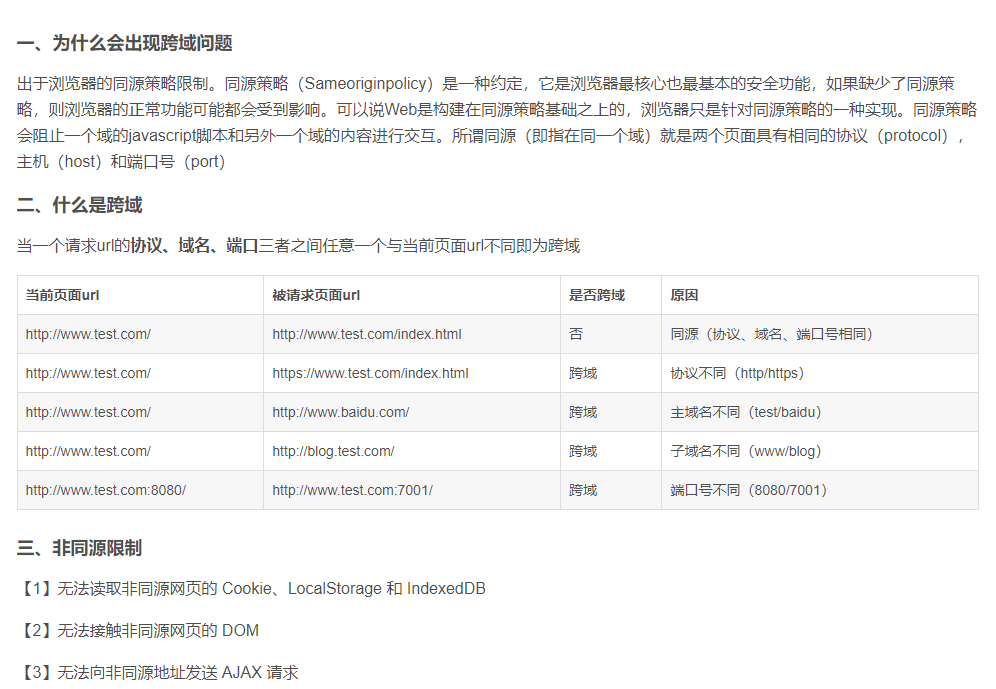 一、为什么会出现跨域问题
出于浏览器的同源策略限制。同源策略（Sameoriginpolicy）是一种约定，它是浏览器最核心也最基本的安全功能，如果缺少了同源策
略，则浏览器的正常功能可能都会受到影响。可以说Web是构建在同源策略基础之上的，浏览器只是针对同源策略的一种实现。同源策略
会阻止一个域的javascript脚本和另外一个域的内容进行交互。所谓同源（即指在同一个域）就是两个页面具有相同的协议（protocol），
主机（host）和端口号（port）
二、什么是跨域
当一个请求url的协议、域名、端口三者之间任意一个与当前页面url不同即为跨域
当前页面url 被请求页面url 是否跨域 原因
http://www.test.com/ http://www.test.com/index.html 否 同源（协议、域名、端口号相同）
http://www.test.com/ https://www.test.com/index.html 跨域 协议不同（http/https）
http://www.test.com/ http://www.baidu.com/ 跨域 主域名不同（test/baidu）
http://www.test.com/ http://blog.test.com/ 跨域 子域名不同（www/blog）
http://www.test.com:8080/ http://www.test.com:7001/ 跨域 端口号不同（8080/7001）
三、非同源限制
【1】无法读取非同源网页的 Cookie、LocalStorage 和 IndexedDB
【2】无法接触非同源网页的 DOM
【3】无法向非同源地址发送 AJAX 请求